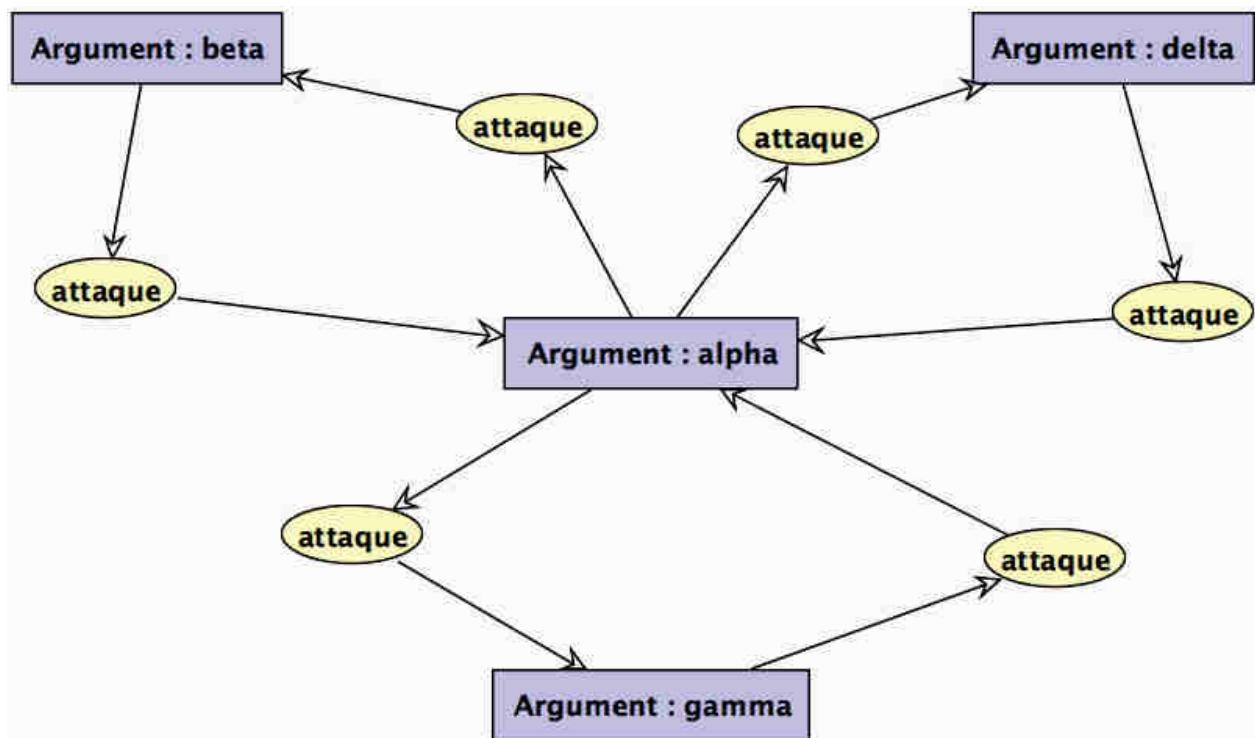 Argument : beta
Argument : delta
attaque
attaque
attaque
attaque
Argument : alpha
attaque
attaque
Argument : gamma